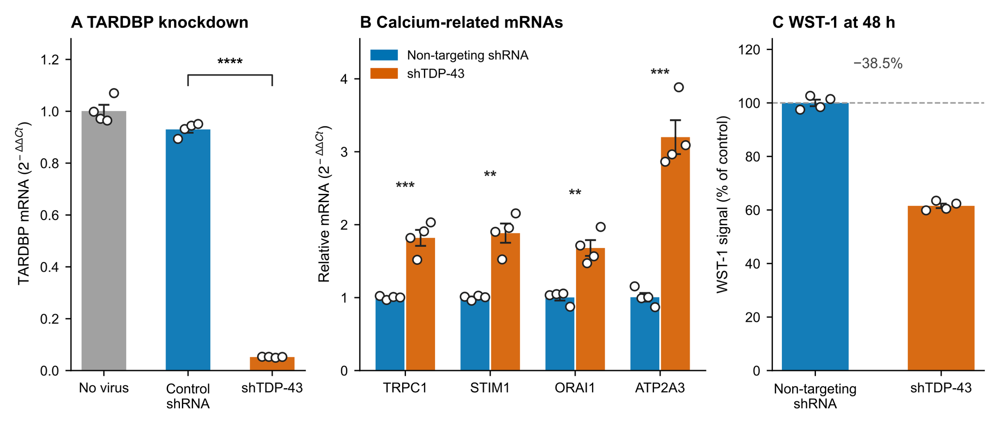 A TARDBP knockdown
TARDBP mRNA (2^−ΔΔCt)
1.2
1.0
0.8
0.6
0.4
0.2
0.0
****
No virus
Control
shRNA
shTDP-43
B Calcium-related mRNAs
Relative mRNA (2^−ΔΔCt)
Non-targeting shRNA
shTDP-43
4
3
2
1
0
***
**
**
***
TRPC1
STIM1
ORAI1
ATP2A3
C WST-1 at 48 h
WST-1 signal (% of control)
120
100
80
60
40
20
0
−38.5%
Non-targeting
shRNA
shTDP-43